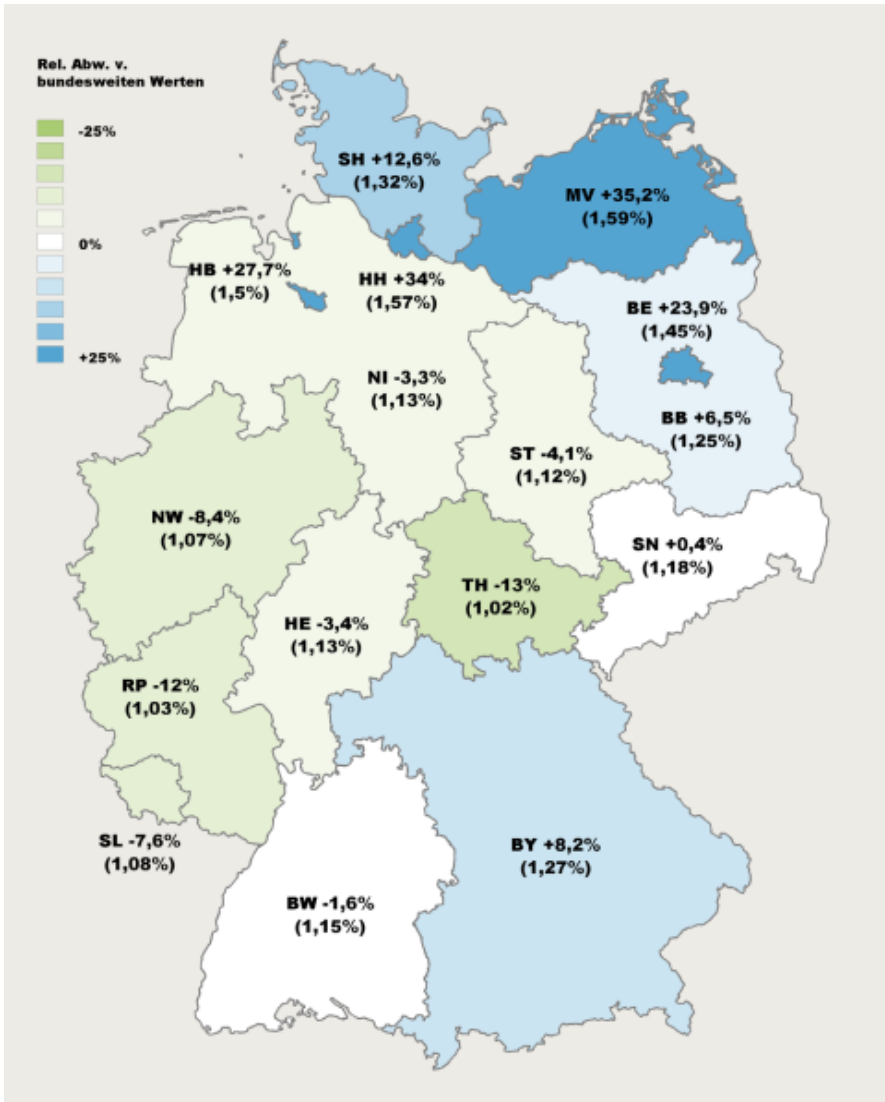 Rel. Abw. v.
bundesweiten Werten
-25%
0%
+25%
SH +12,6%
(1,32%)
MV +35,2%
(1,59%)
HB +27,7%
(1,5%)
HH +34%
(1,57%)
BE +23,9%
(1,45%)
NI -3,3%
(1,13%)
BB +6,5%
(1,25%)
ST -4,1%
(1,12%)
NW -8,4%
(1,07%)
SN +0,4%
(1,18%)
TH -13%
(1,02%)
HE -3,4%
(1,13%)
RP -12%
(1,03%)
SL -7,6%
(1,08%)
BY +8,2%
(1,27%)
BW -1,6%
(1,15%)